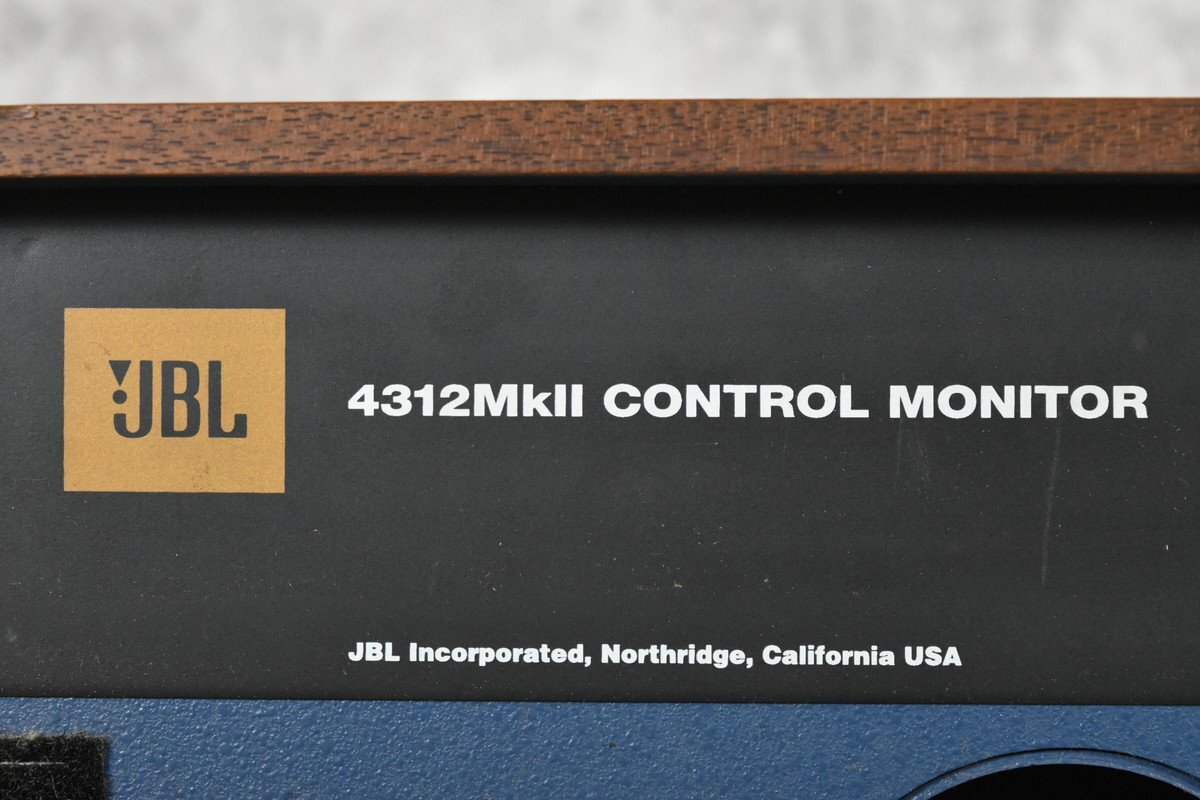 JBL
4312MkII CONTROL MONITOR
JBL Incorporated, Northridge, California USA